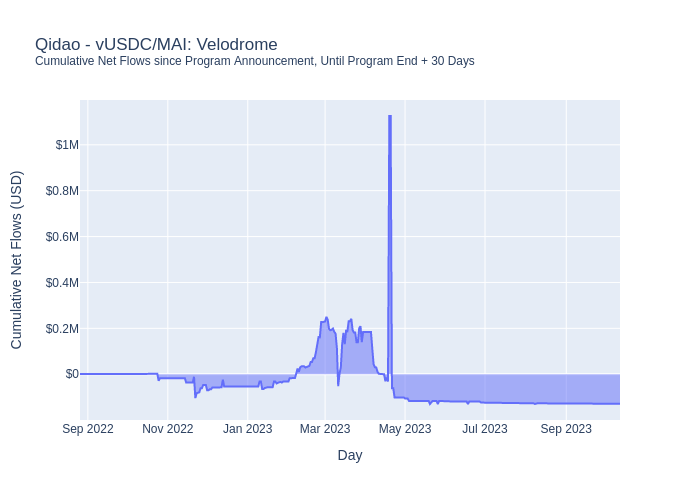 Qidao - vUSDC/MAI: Velodrome
Cumulative Net Flows since Program Announcement, Until Program End + 30 Days
Cumulative Net Flows (USD)
$1M
$0.8M
$0.6M
$0.4M
$0.2M
$0
Sep 2022 Nov 2022 Jan 2023 Mar 2023 May 2023 Jul 2023 Sep 2023
Day